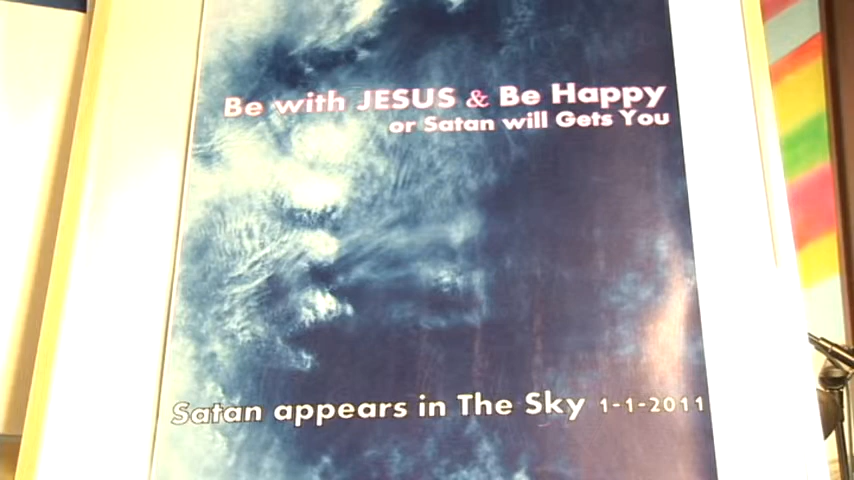 Be with JESUS & Be Happy
or Satan will Gets You
Satan appears in The Sky 1-1-2011